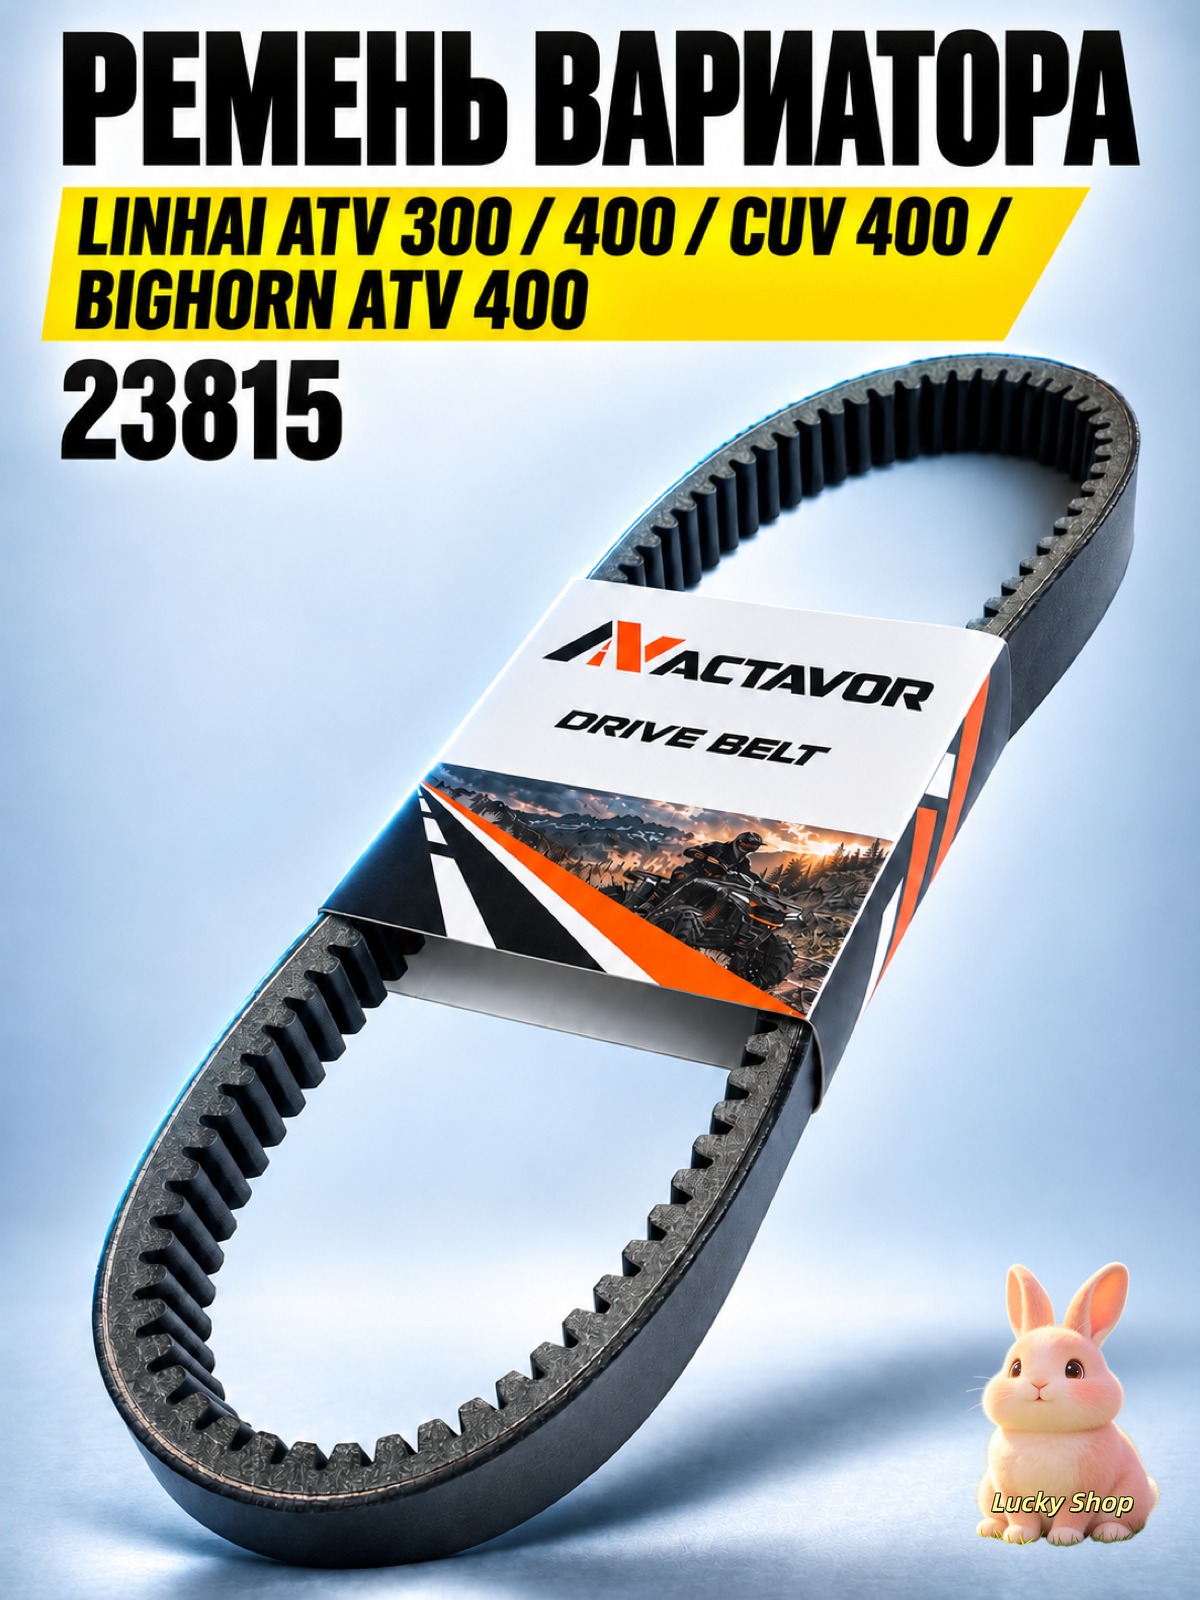 РЕМЕНЬ ВАРИАТОРА
LINHAI ATV 300 / 400 / CUV 400 /
BIGHORN ATV 400
23815
ACTAVOR
DRIVE BELT
Lucky Shop